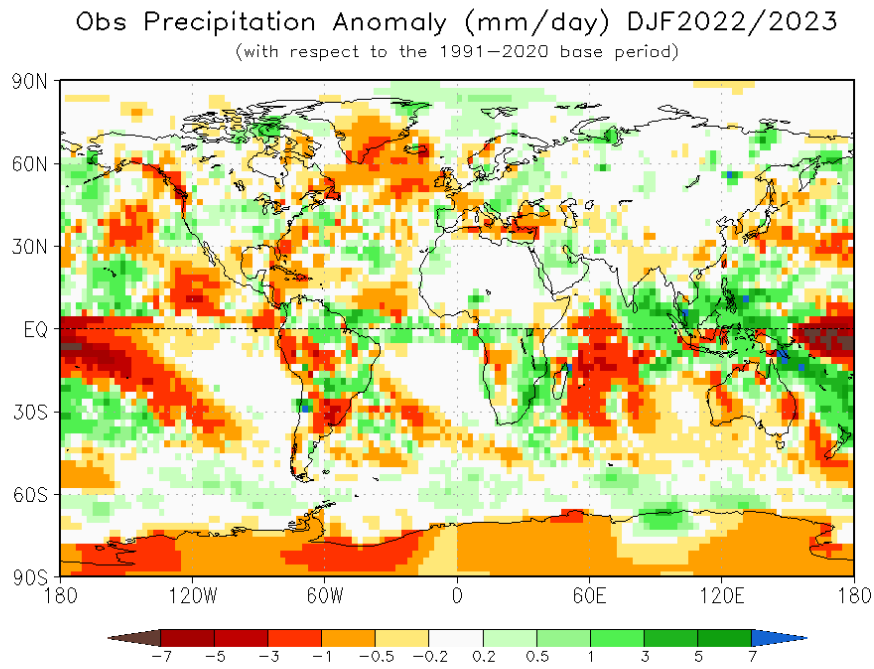 Obs Precipitation Anomaly (mm/day) DJF2022/2023
(with respect to the 1991−2020 base period)
90N
60N
30N
EQ
30S
60S
90S
180 120W 60W 0 60E 120E 180
−7 −5 −3 −1 −0.5 −0.2 0.2 0.5 1 3 5 7